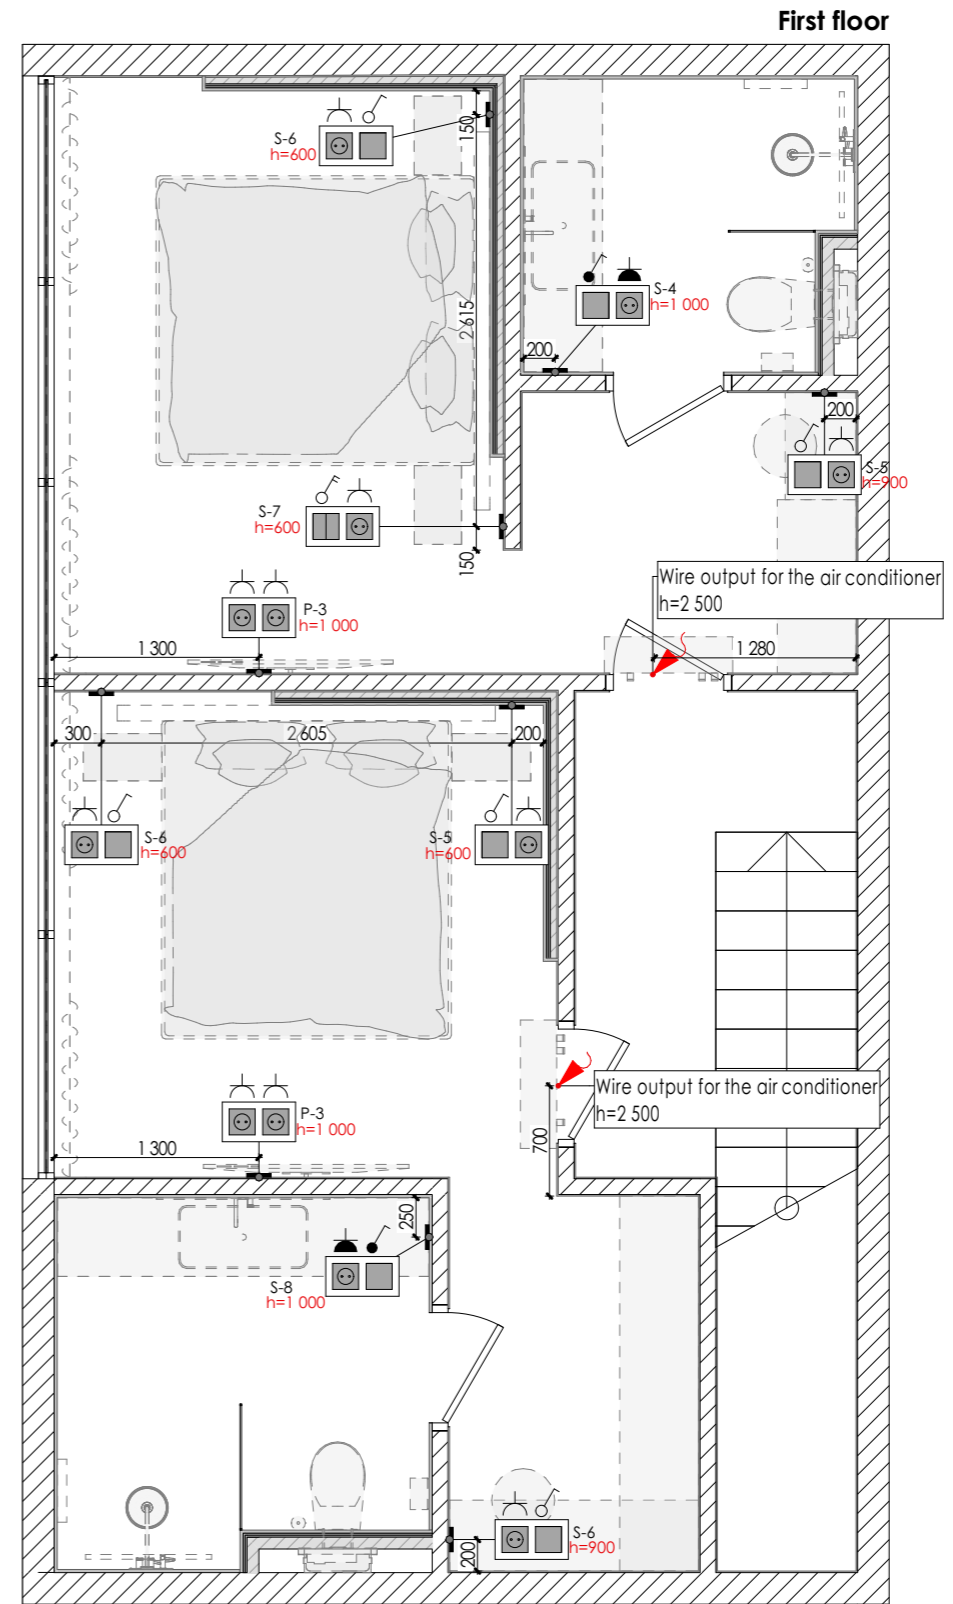 First floor
S-6
h=600
150
2 615
S-4
h=1 000
200
200
S-5
h=900
S-7
h=600
150
Wire output for the air conditioner
h=2 500
P-3
h=1 000
1 300
1 280
300
2 605
200
S-6
h=600
S-5
h=600
Wire output for the air conditioner
h=2 500
P-3
h=1 000
700
1 300
250
S-8
h=1 000
S-6
h=900
200